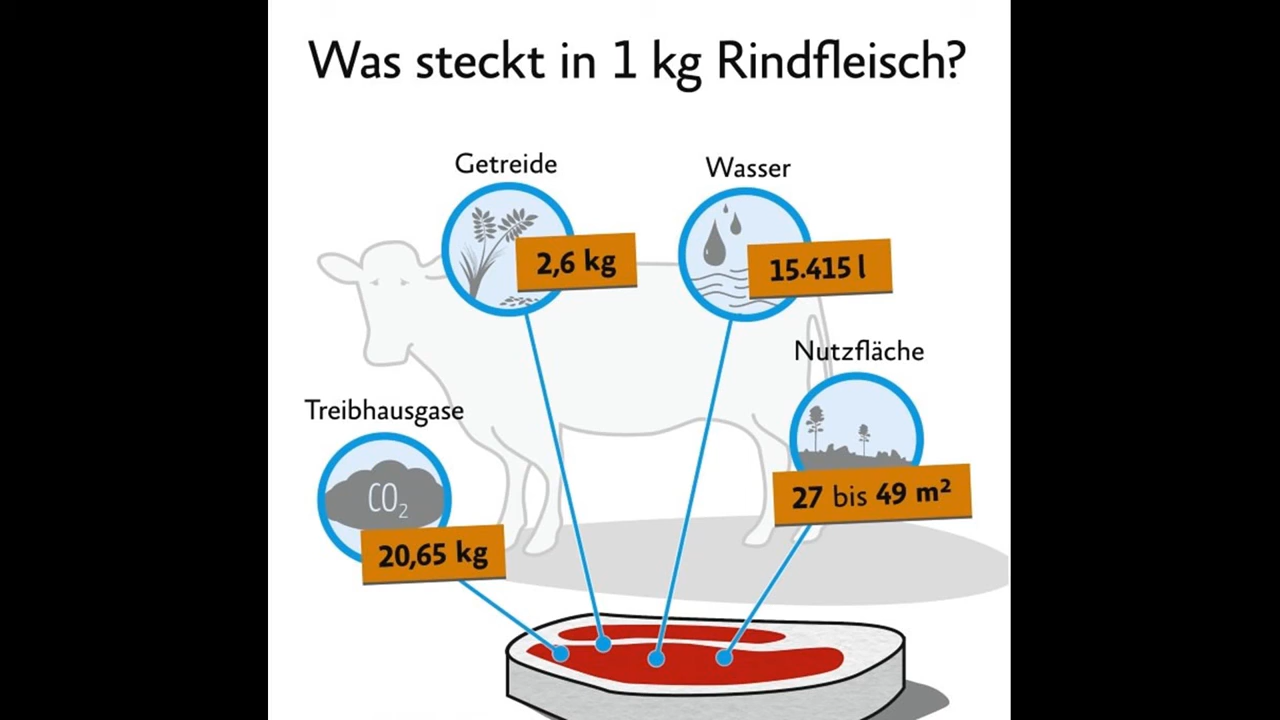 Was steckt in 1 kg Rindfleisch?
Getreide
2,6 kg
Wasser
15.415 l
Nutzfläche
27 bis 49 m²
Treibhausgase
CO₂
20,65 kg